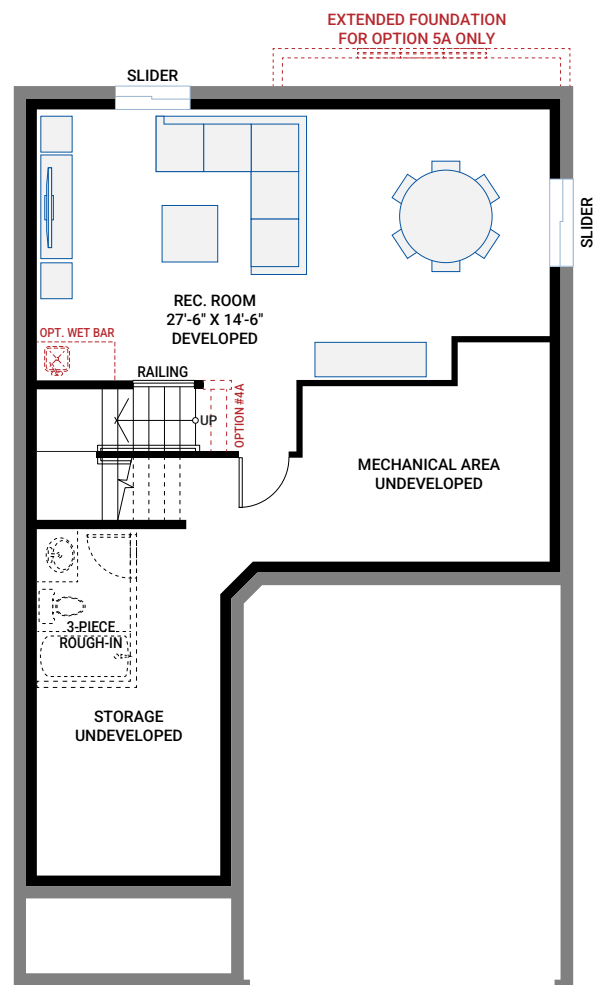 EXTENDED FOUNDATION
FOR OPTION 5A ONLY
SLIDER
SLIDER
REC. ROOM
27'-6" X 14'-6"
DEVELOPED
OPT. WET BAR
RAILING
UP
OPTION #4A
MECHANICAL AREA
UNDEVELOPED
3-PIECE
ROUGH-IN
STORAGE
UNDEVELOPED